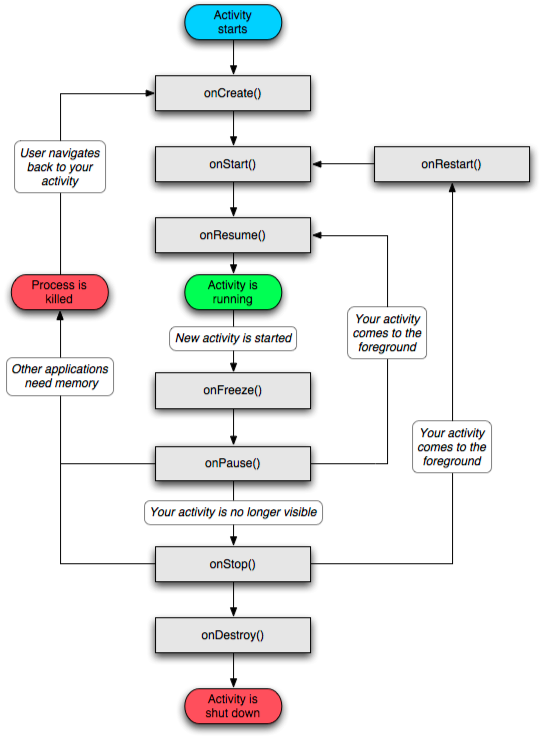 Activity
starts
onCreate()
User navigates
back to your
activity
onStart()
onRestart()
onResume()
Process is
killed
Activity is
running
New activity is started
Your activity
comes to the
foreground
Other applications
need memory
onFreeze()
Your activity
comes to the
foreground
onPause()
Your activity is no longer visible
onStop()
onDestroy()
Activity is
shut down